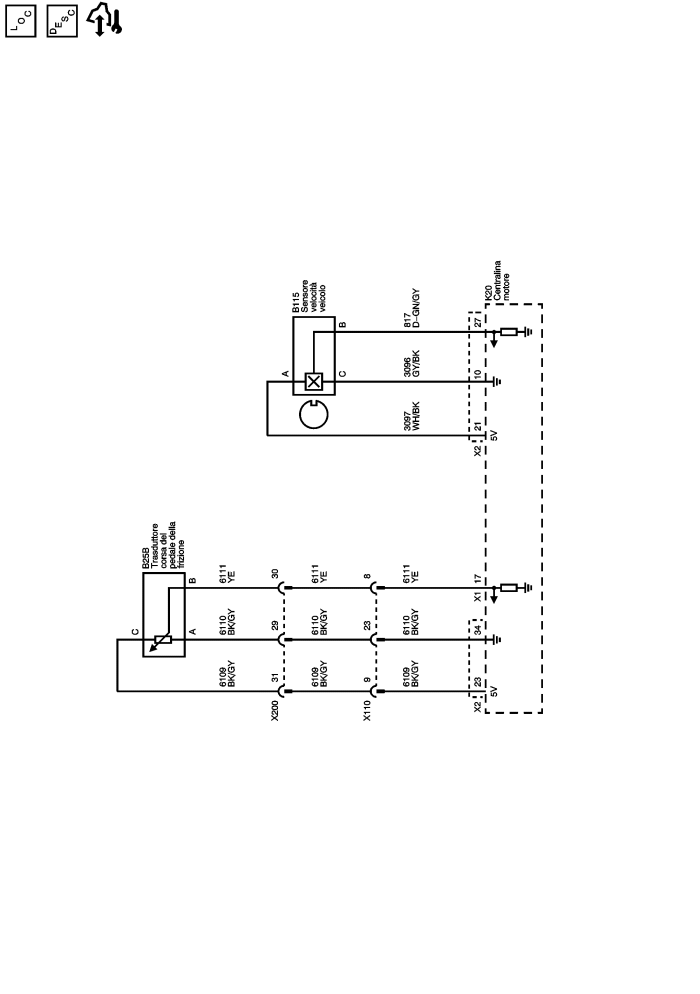 LOC
DESC
B25B
Trasduttore
corsa del
pedale della
frizione
C
B
A
6111
YE
6110
BK/GY
6109
BK/GY
30
29
31
X200
6111
YE
6110
BK/GY
6109
BK/GY
8
23
9
X110
6111
YE
6110
BK/GY
6109
BK/GY
17
X1
34
23
X2
5V
B115
Sensore
velocità
veicolo
A
B
C
817
D-GN/GY
3096
GY/BK
3097
WH/BK
27
10
21
X2
5V
K20
Centralina
motore